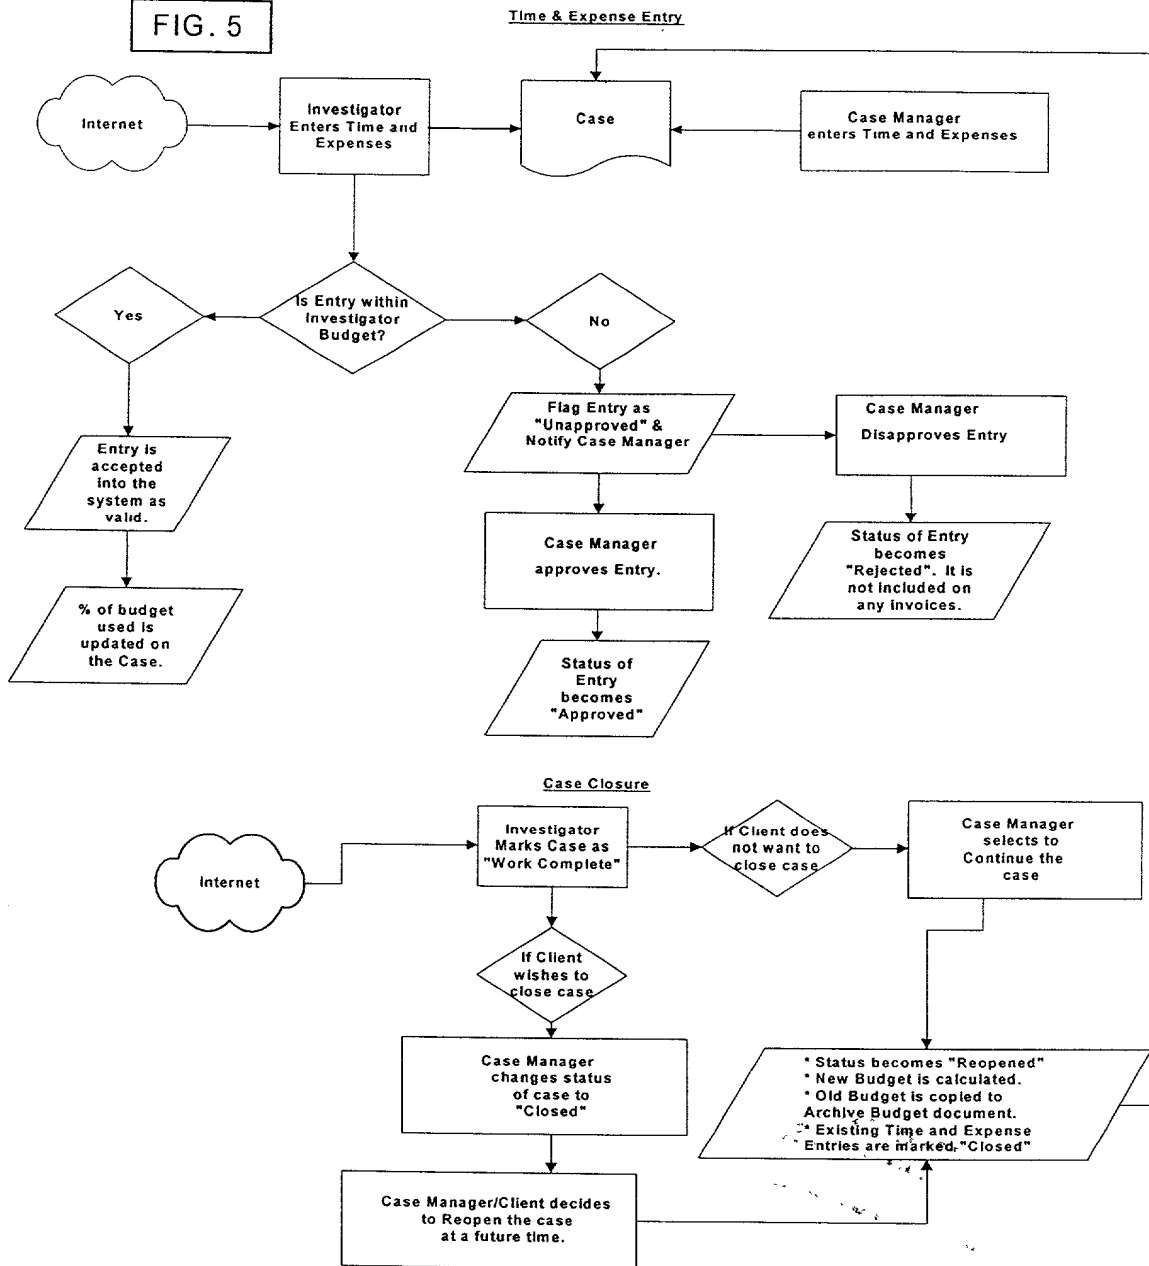 FIG. 5
Time & Expense Entry
Internet
Investigator
Enters Time and
Expenses
Case
Case Manager
enters Time and Expenses
Yes
Is Entry within
Investigator
Budget?
No
Entry is
accepted
into the
system as
valid.
% of budget
used is
updated on
the Case.
Flag Entry as
"Unapproved" &
Notify Case Manager
Case Manager
Disapproves Entry
Case Manager
approves Entry.
Status of Entry
becomes
"Rejected". It is
not included on
any invoices.
Status of
Entry
becomes
"Approved"
Case Closure
Internet
Investigator
Marks Case as
"Work Complete"
If Client does
not want to
close case
Case Manager
selects to
Continue the
case
If Client
wishes to
close case
Case Manager
changes status
of case to
"Closed"
* Status becomes "Reopened"
* New Budget is calculated.
* Old Budget is copied to
Archive Budget document.
* Existing Time and Expense
Entries are marked "Closed"
Case Manager/Client decides
to Reopen the case
at a future time.